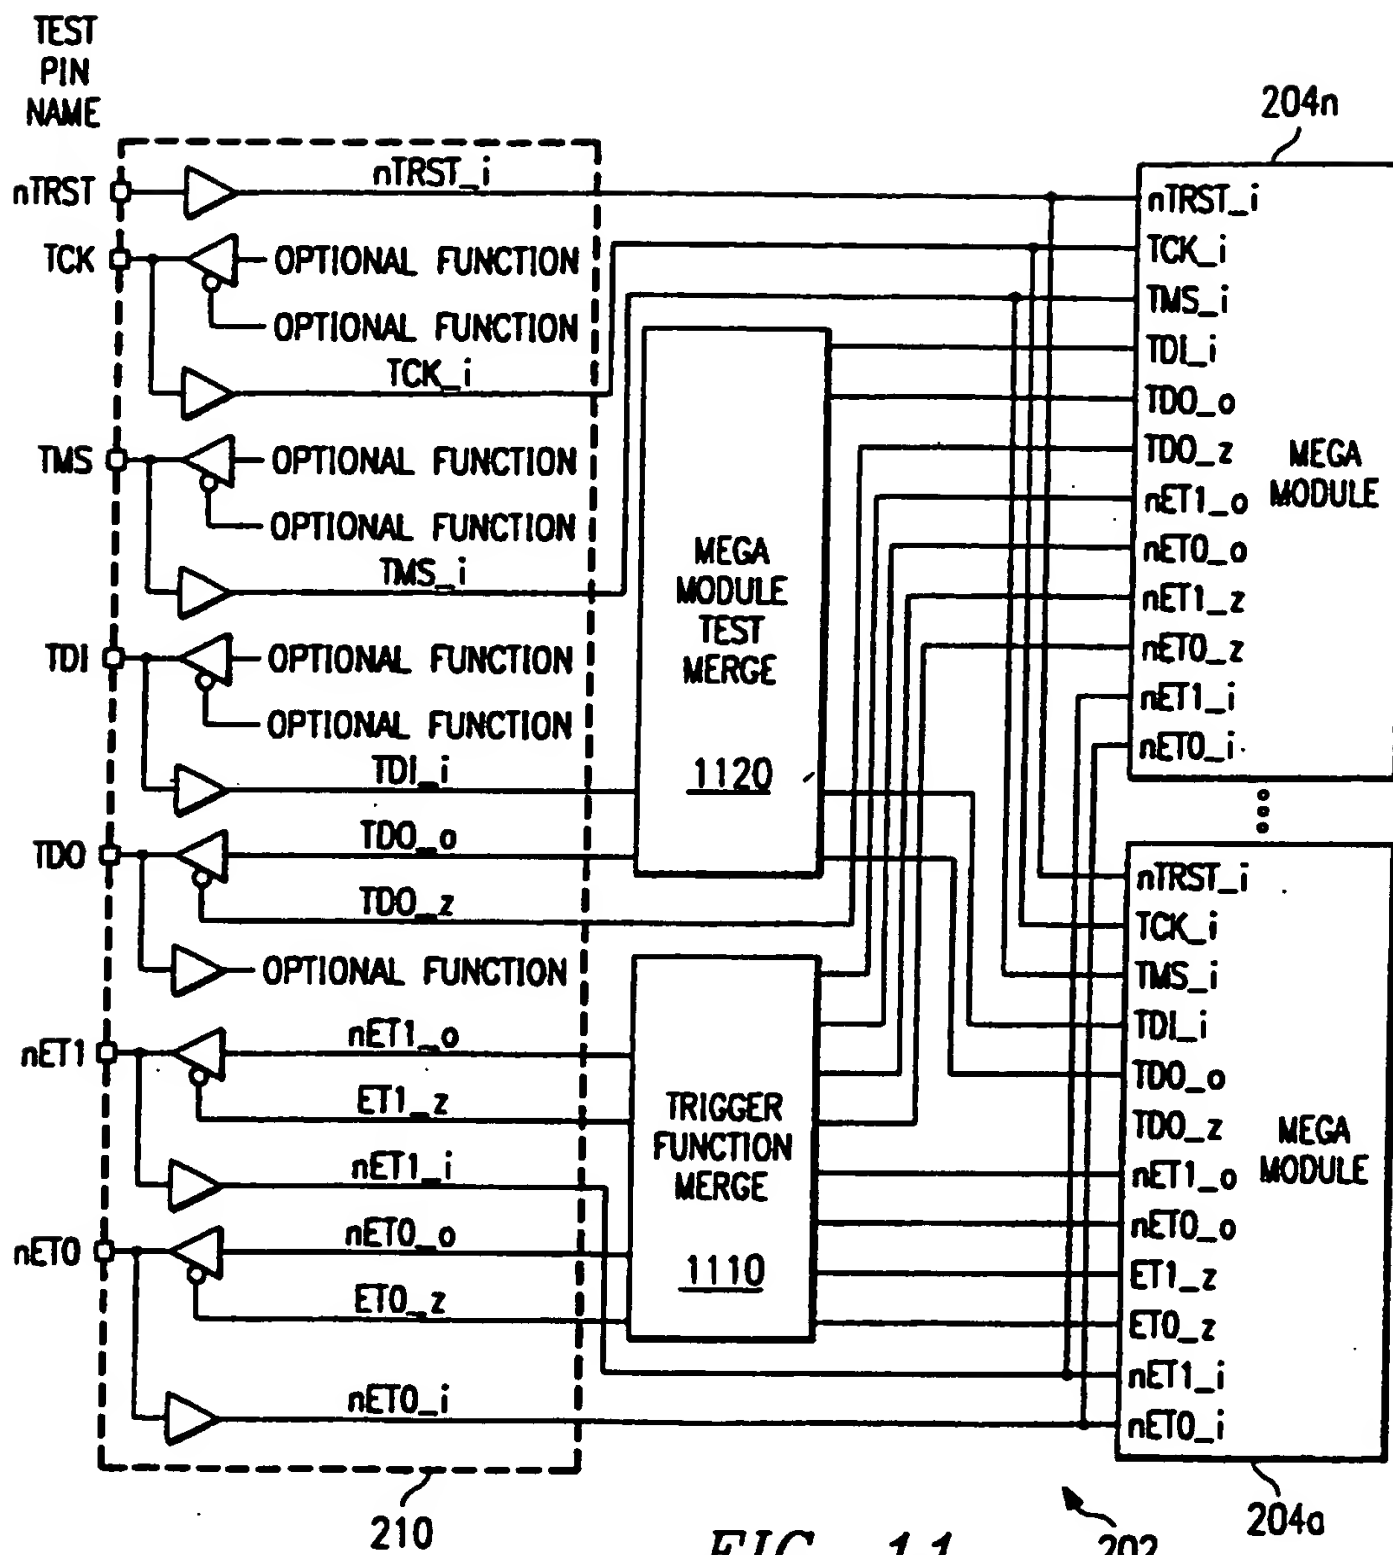 TEST
PIN
NAME
nTRST
nTRST_i
TCK
OPTIONAL FUNCTION
OPTIONAL FUNCTION
TCK_i
TMS
OPTIONAL FUNCTION
OPTIONAL FUNCTION
TMS_i
TDI
OPTIONAL FUNCTION
OPTIONAL FUNCTION
TDI_i
TDO
TDO_o
TDO_z
OPTIONAL FUNCTION
nET1
nET1_o
ET1_z
nET1_i
nET0
nET0_o
ET0_z
nET0_i
210
MEGA
MODULE
TEST
MERGE
1120
TRIGGER
FUNCTION
MERGE
1110
204n
nTRST_i
TCK_i
TMS_i
TDI_i
TDO_o
TDO_z
nET1_o
nET0_o
nET1_z
nET0_z
nET1_i
nET0_i
MEGA
MODULE
nTRST_i
TCK_i
TMS_i
TDI_i
TDO_o
TDO_z
nET1_o
nET0_o
ET1_z
ET0_z
nET1_i
nET0_i
MEGA
MODULE
204a
202
FIG. 11